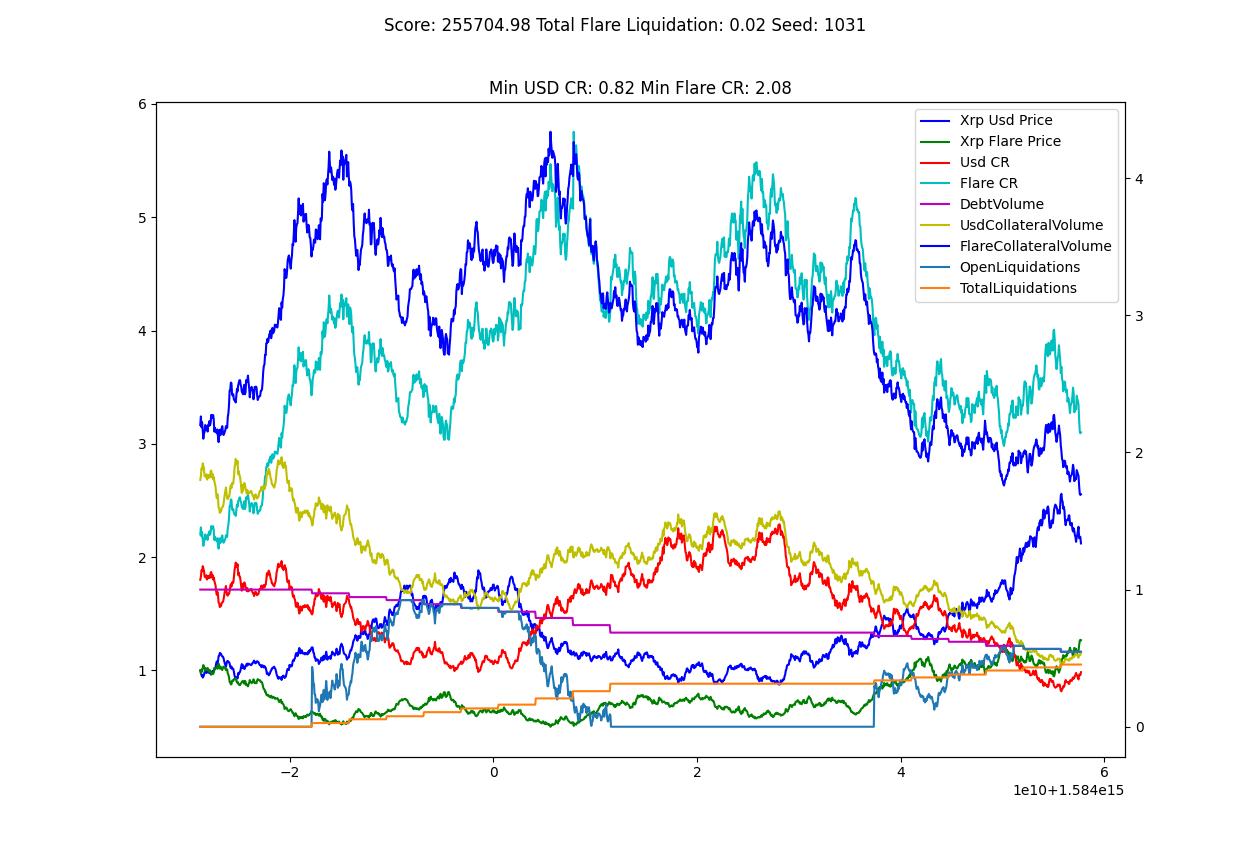 Score: 255704.98 Total Flare Liquidation: 0.02 Seed: 1031
Min USD CR: 0.82 Min Flare CR: 2.08
6
5
4
3
2
1
4
3
2
1
0
Xrp Usd Price
Xrp Flare Price
Usd CR
Flare CR
DebtVolume
UsdCollateralVolume
FlareCollateralVolume
OpenLiquidations
TotalLiquidations
−2 0 2 4 6
1e10+1.584e15